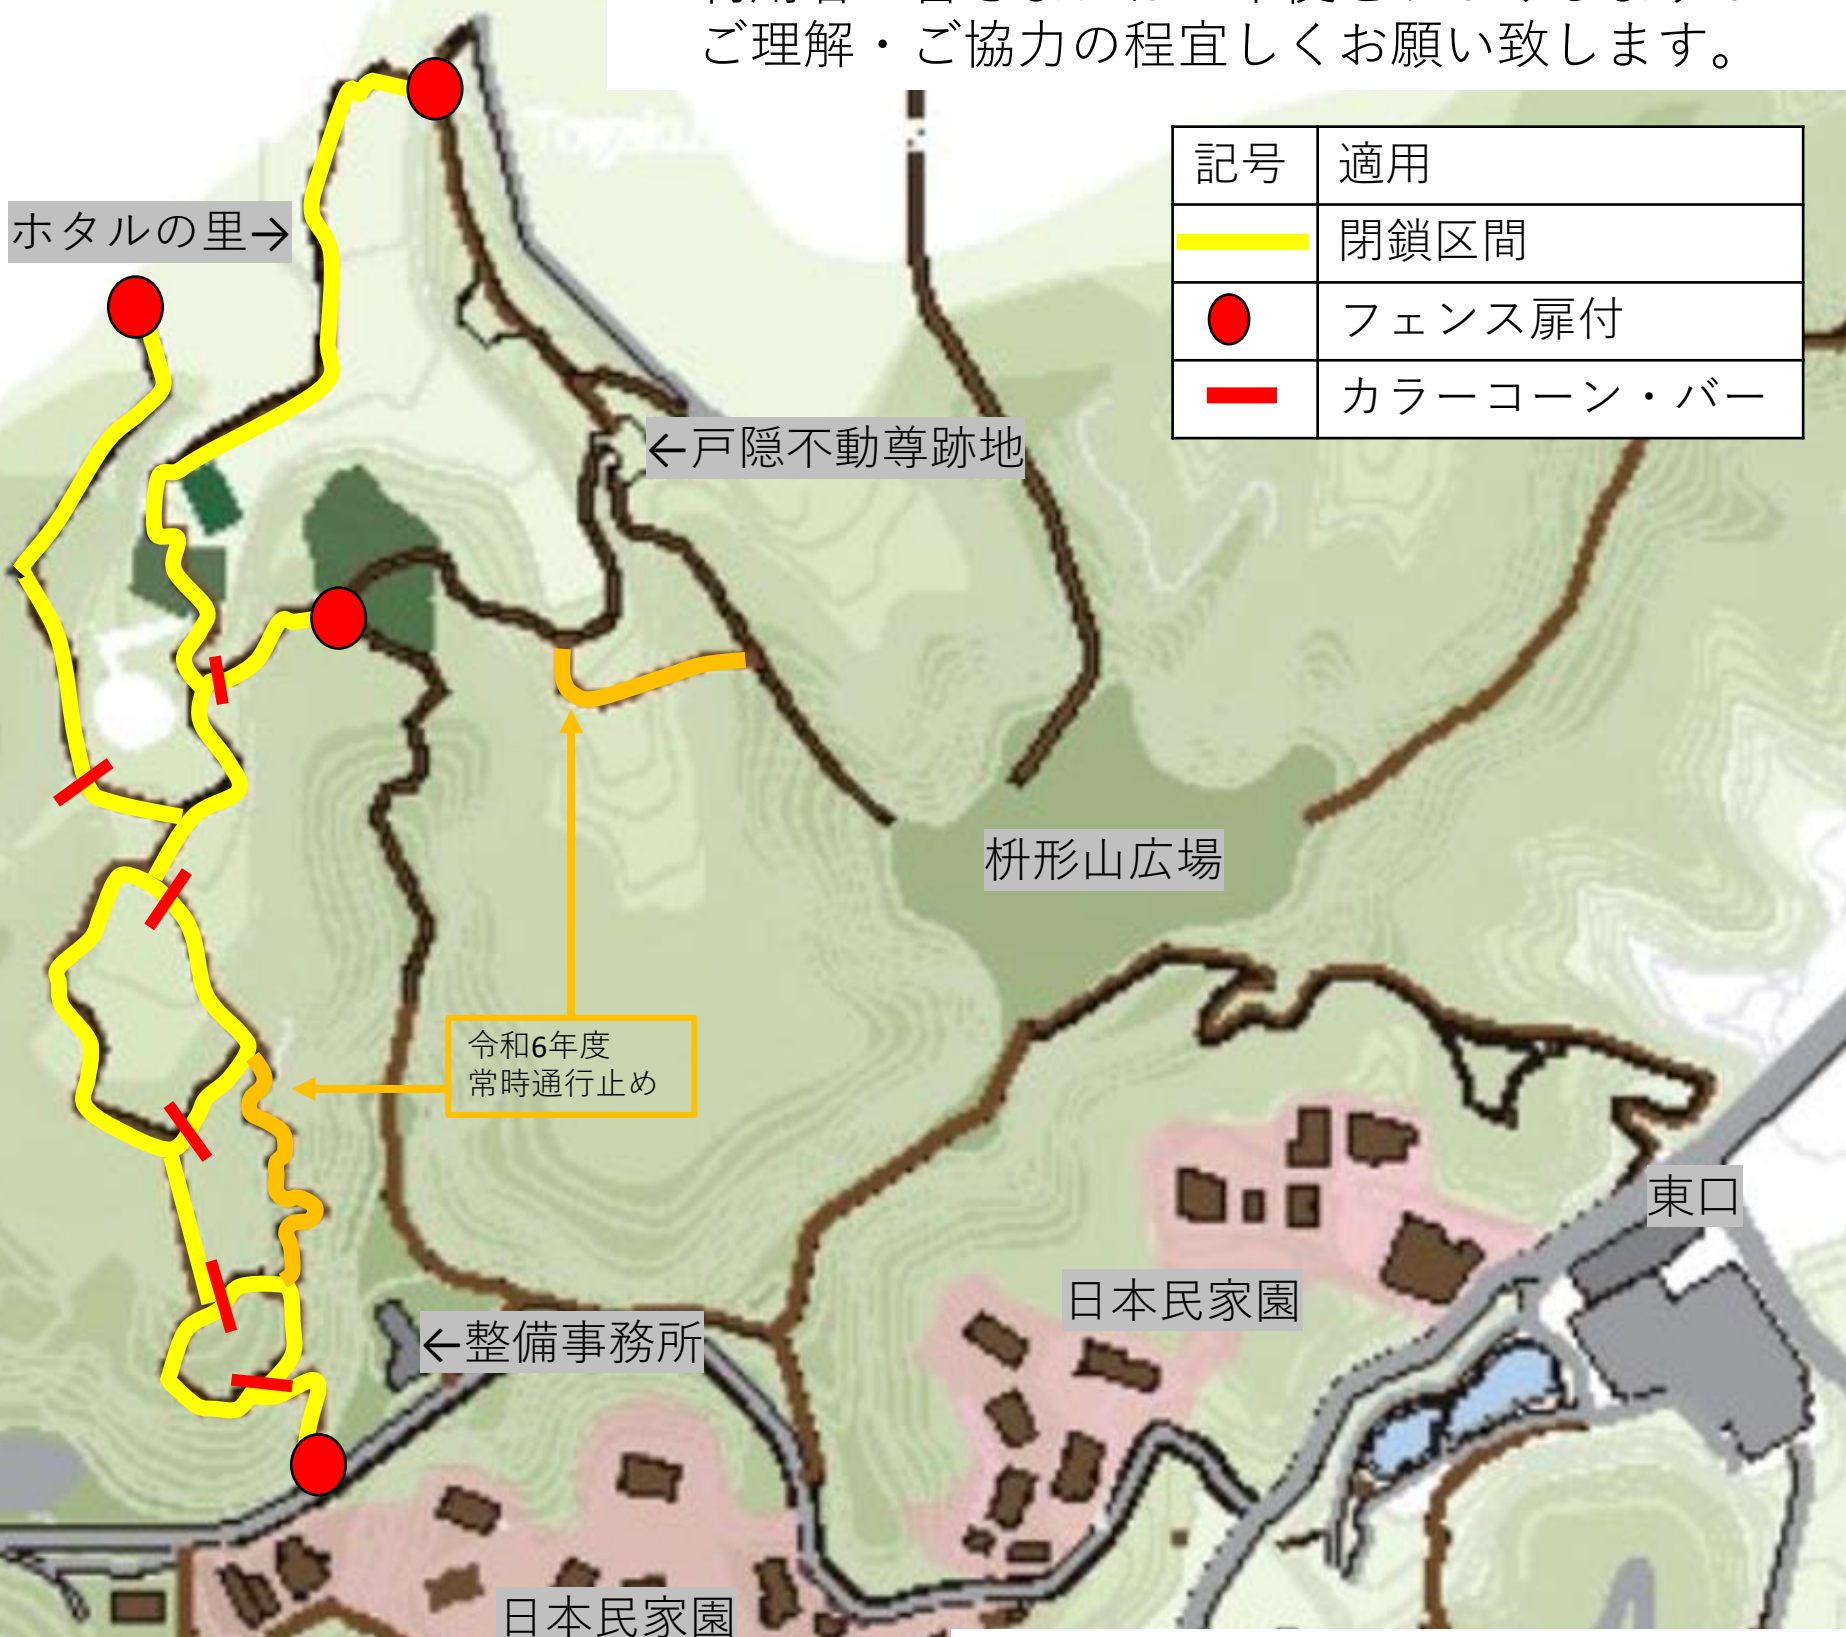 ご理解・ご協力の程宜しくお願い致します。
記号 適用
閉鎖区間
フェンス扉付
カラーコーン・バー
ホタルの里→
←戸隠不動尊跡地
枡形山広場
令和6年度
常時通行止め
東口
日本民家園
←整備事務所
日本民家園